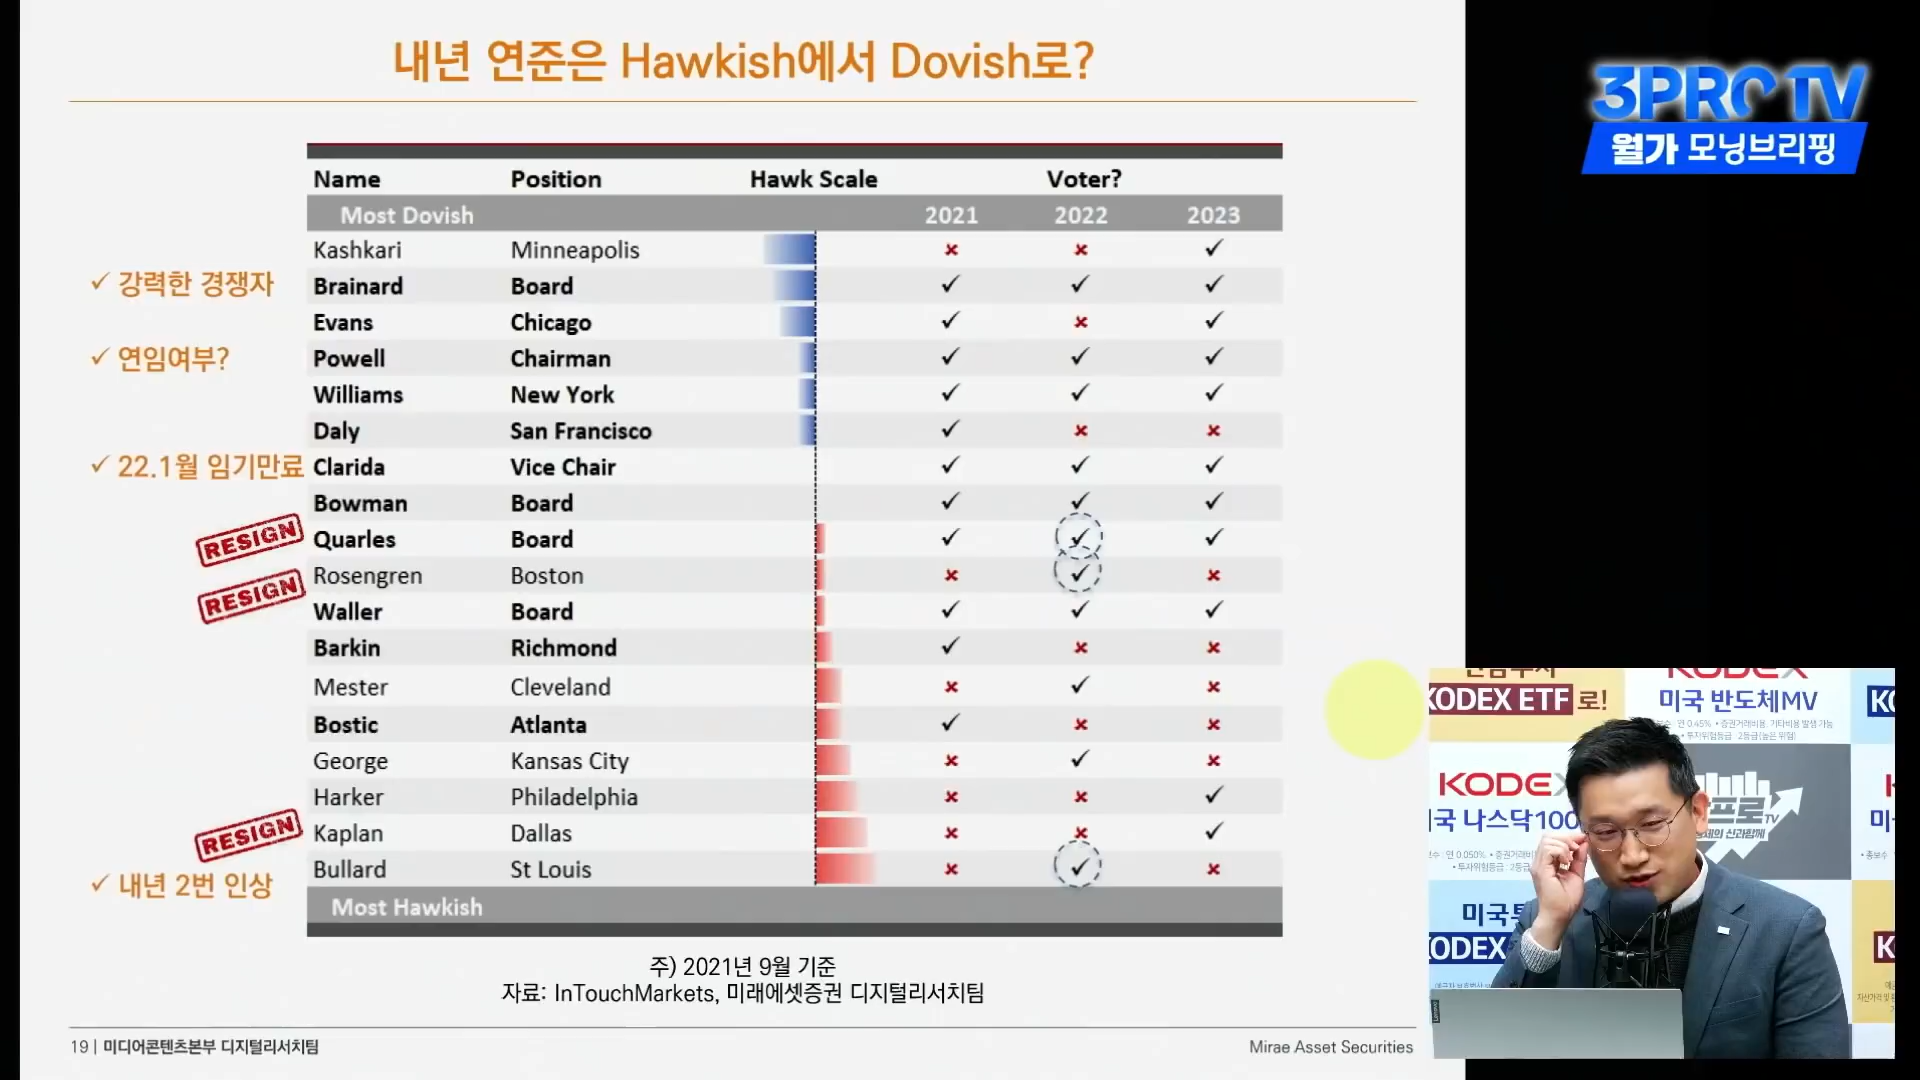 내년 연준은 Hawkish에서 Dovish로?
3PRO TV
월가 모닝브리핑
Name Position Hawk Scale Voter?
Most Dovish 2021 2022 2023
Kashkari Minneapolis × × ✓
✓ 강력한 경쟁자 Brainard Board ✓ ✓ ✓
Evans Chicago ✓ × ✓
✓ 연임여부? Powell Chairman ✓ ✓ ✓
Williams New York ✓ ✓ ✓
Daly San Francisco ✓ × ×
✓ 22.1월 임기만료 Clarida Vice Chair ✓ ✓ ✓
Bowman Board ✓ ✓ ✓
RESIGN Quarles Board ✓ ✓ ✓
RESIGN Rosengren Boston × ✓ ×
Waller Board ✓ ✓ ✓
Barkin Richmond ✓ × ×
Mester Cleveland × ✓ ×
Bostic Atlanta ✓ × ×
George Kansas City × ✓ ×
Harker Philadelphia × × ✓
RESIGN Kaplan Dallas × × ✓
✓ 내년 2번 인상 Bullard St Louis × ✓ ×
Most Hawkish
주) 2021년 9월 기준
자료: InTouchMarkets, 미래에셋증권 디지털리서치팀
19 | 미디어콘텐츠본부 디지털리서치팀
Mirae Asset Securities
KODEX ETF로!
KODEX
미국 반도체MV
KODEX
국 나스닥100
프로TV
KODEX
Lenovo